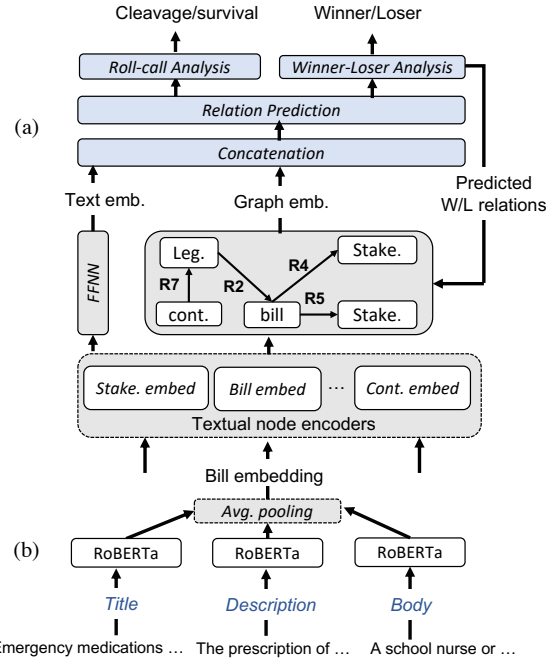 Cleavage/survival Winner/Loser
Roll-call Analysis Winner-Loser Analysis
(a) Relation Prediction
Concatenation
Text emb. Graph emb. Predicted
W/L relations
FFNN
Leg. R4 Stake.
R7 R2
cont. bill R5 Stake.
Stake. embed Bill embed ... Cont. embed
Textual node encoders
Bill embedding
Avg. pooling
(b) RoBERTa RoBERTa RoBERTa
Title Description Body
Emergency medications ... The prescription of ... A school nurse or ...